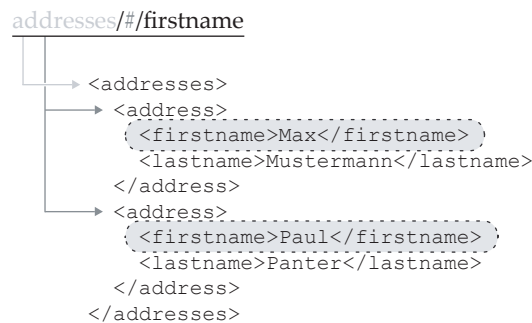 addresses/#/firstname
<addresses>
<address>
<firstname>Max</firstname>
<lastname>Mustermann</lastname>
</address>
<address>
<firstname>Paul</firstname>
<lastname>Panter</lastname>
</address>
</addresses>